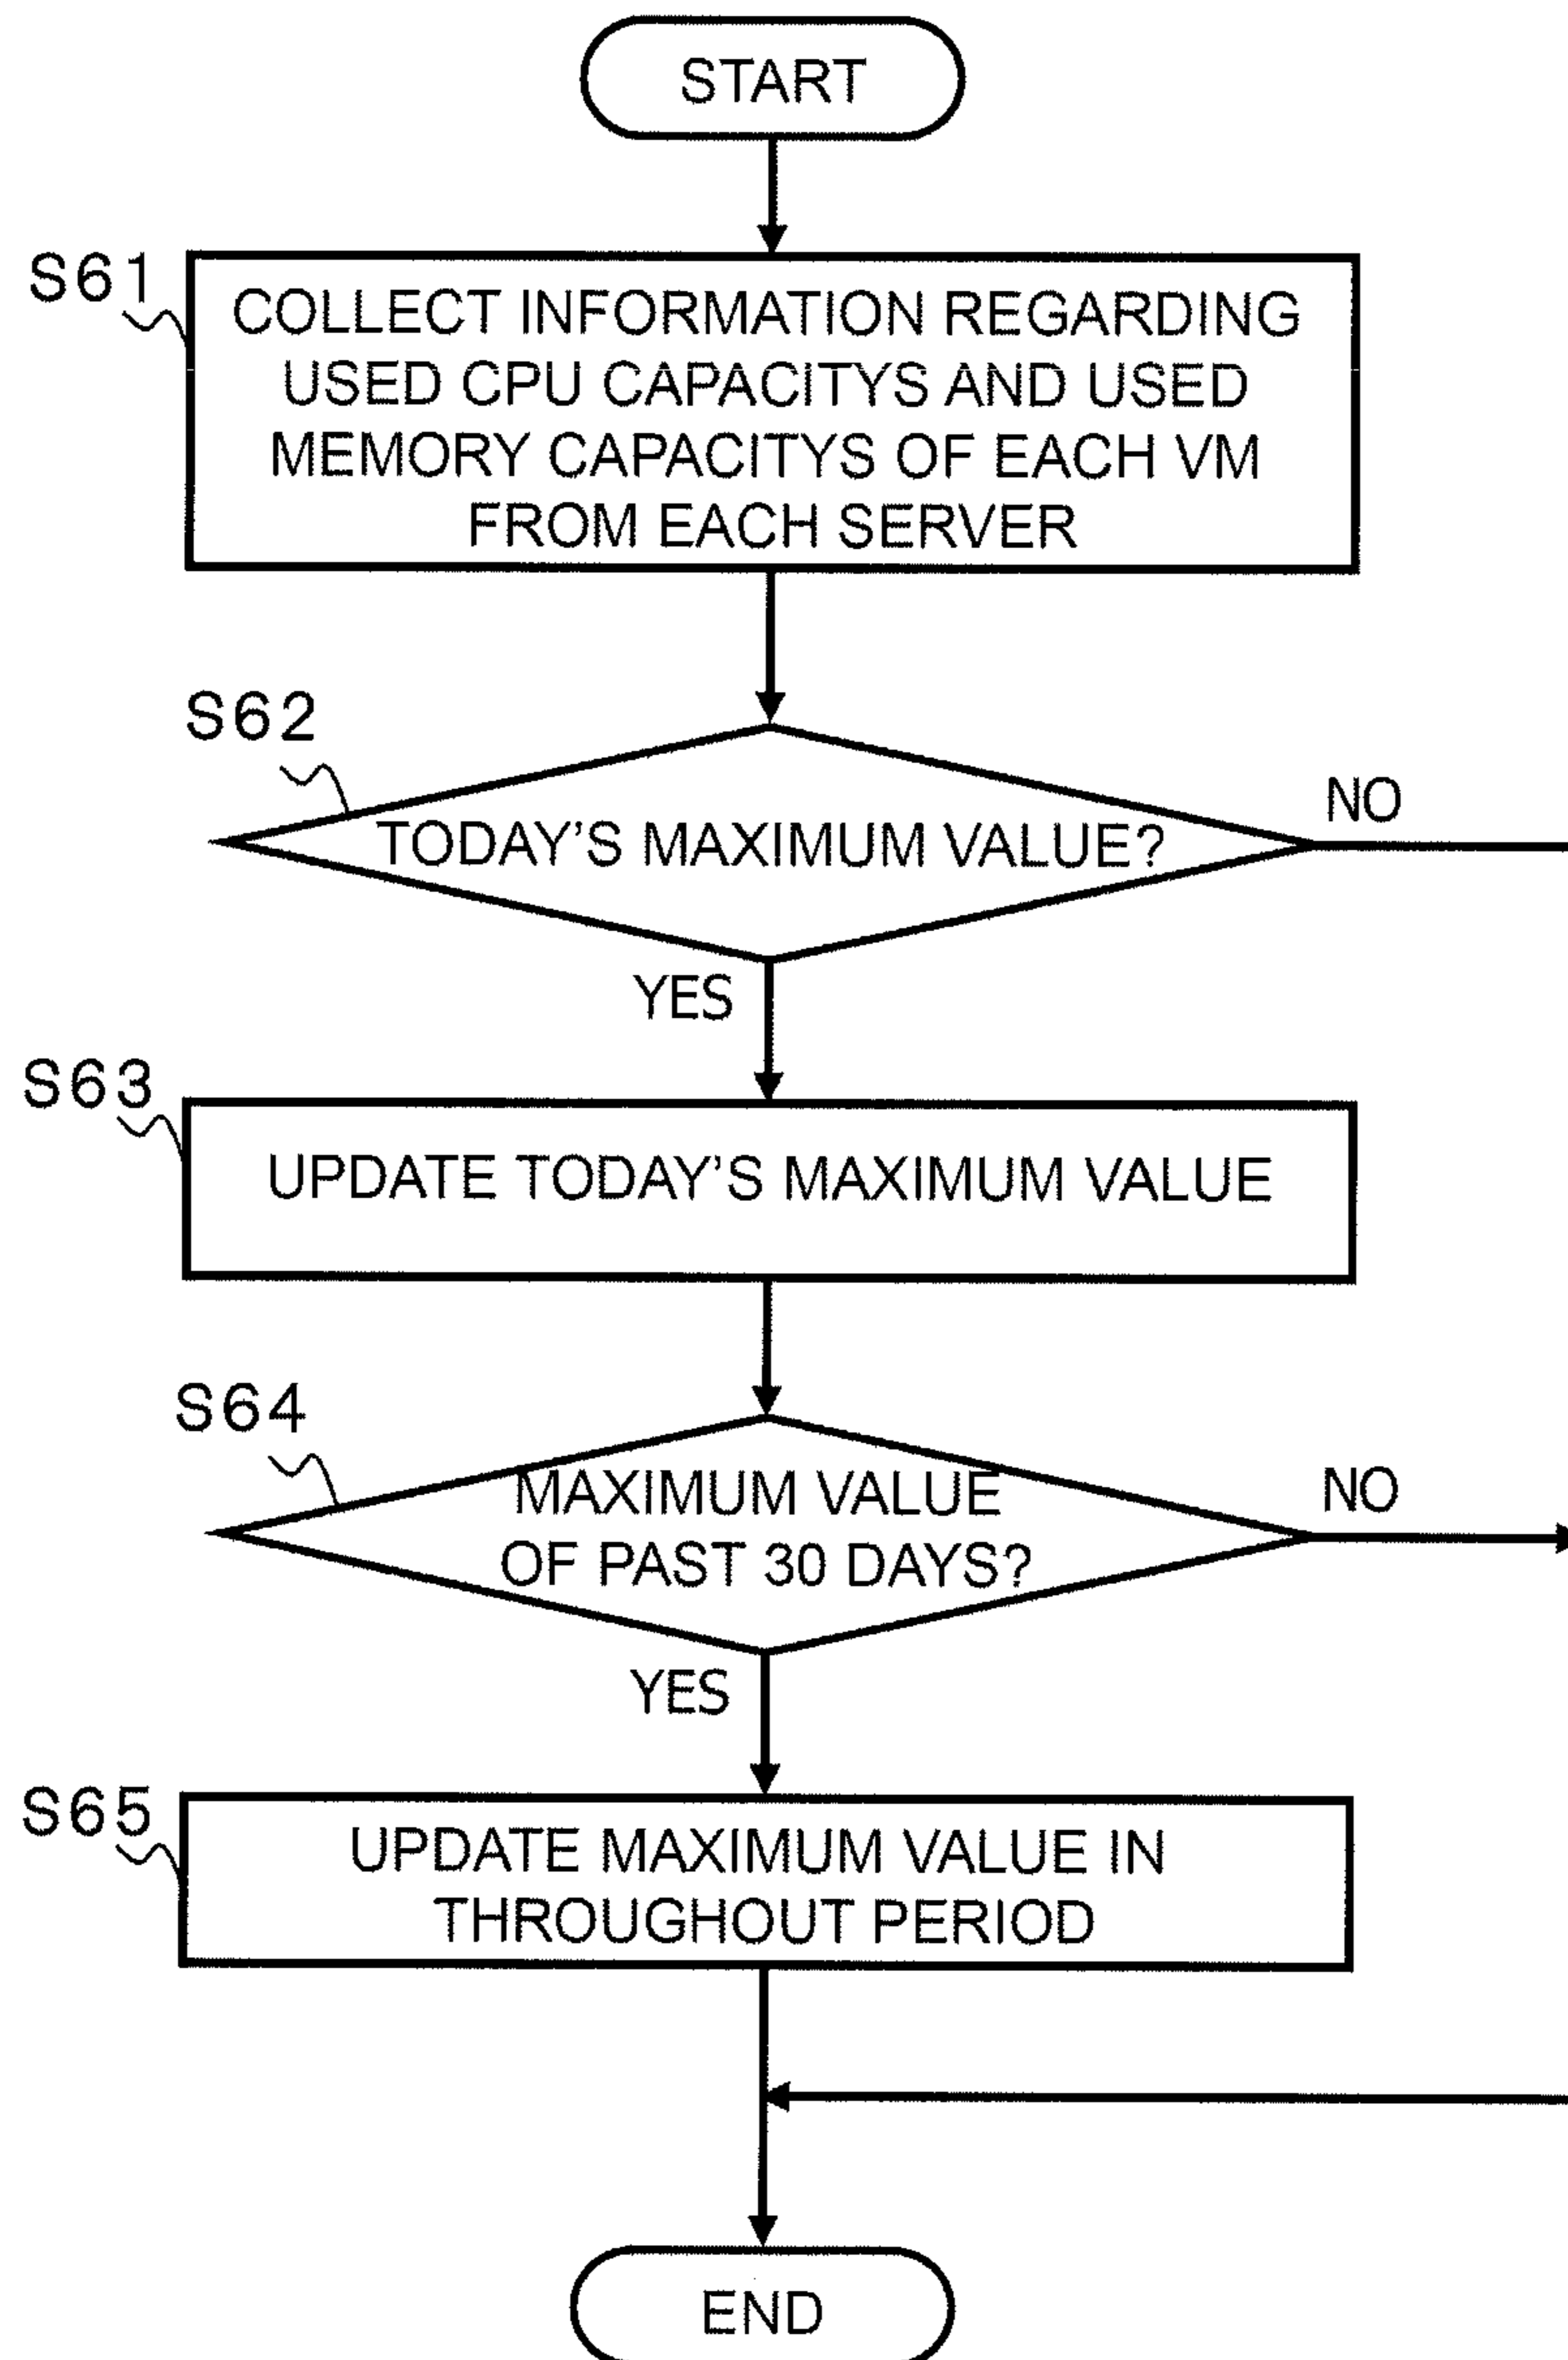 START
S61
COLLECT INFORMATION REGARDING
USED CPU CAPACITYS AND USED
MEMORY CAPACITYS OF EACH VM
FROM EACH SERVER
S62
TODAY'S MAXIMUM VALUE?
NO
YES
S63
UPDATE TODAY'S MAXIMUM VALUE
S64
MAXIMUM VALUE
OF PAST 30 DAYS?
NO
YES
S65
UPDATE MAXIMUM VALUE IN
THROUGHOUT PERIOD
END